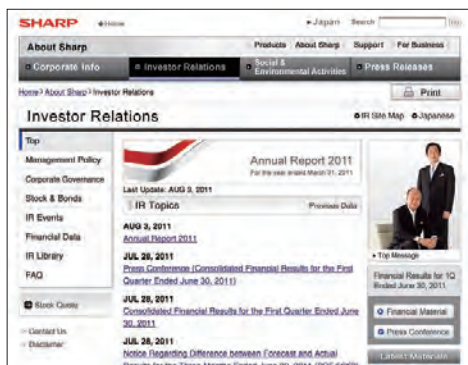 SHARP
Home
Japan
Search
About Sharp
Products
About Sharp
Support
For Business
Corporate Info
Investor Relations
Social &
Environmental Activities
Press Releases
Home > About Sharp > Investor Relations
Print
Investor Relations
IR Site Map
Japanese
Top
Management Policy
Corporate Governance
Stock & Bonds
IR Events
Financial Data
IR Library
FAQ
Stock Quote
Contact Us
Disclaimer
Annual Report 2011
For the year ended March 31, 2011
Last Update: AUG 3, 2011
IR Topics
Previous Data
AUG 3, 2011
Annual Report 2011
JUL 28, 2011
Press Conference (Consolidated Financial Results for the First
Quarter Ended June 30, 2011)
JUL 28, 2011
Consolidated Financial Results for the First Quarter Ended June
30, 2011
JUL 28, 2011
Notice Regarding Difference between Forecast and Actual
Top Message
Financial Results for 1Q
Ended June 30, 2011
Financial Material
Press Conference
Latest Materials